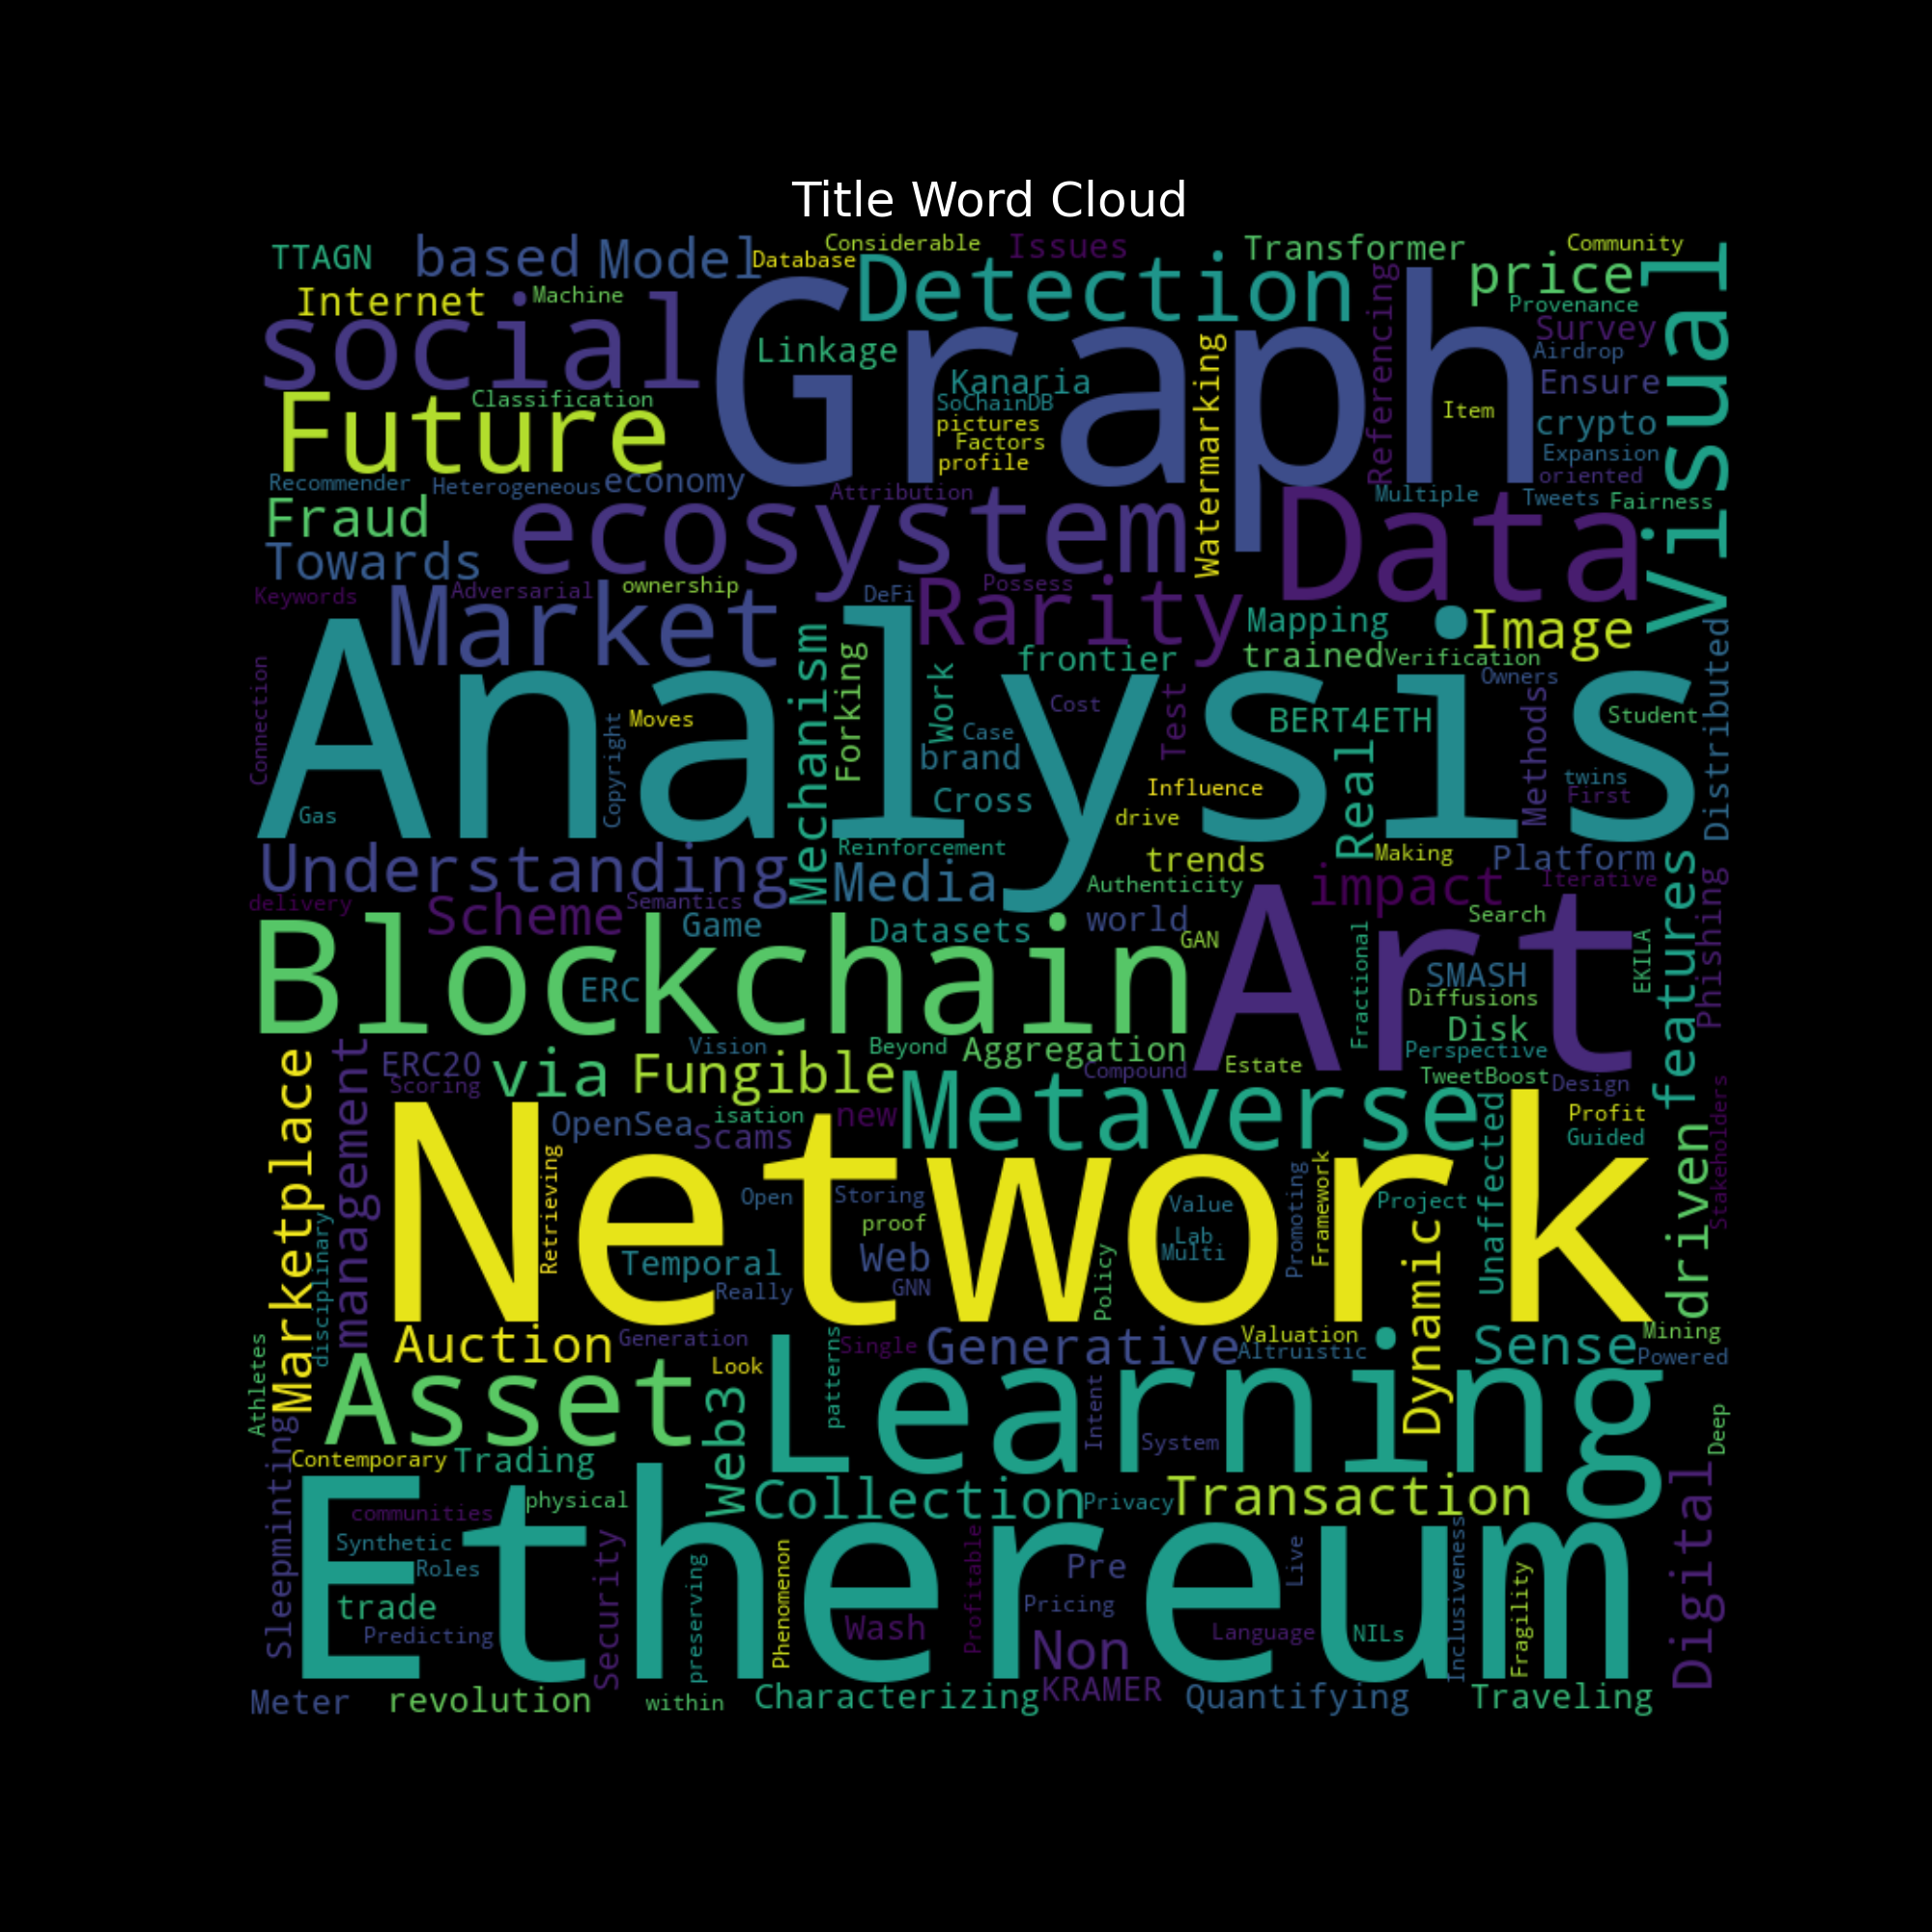 Title Word Cloud
TTAGN
based
Model
Database
Considerable
Issues
Transformer
Community
Internet
Machine
Detection
price
Visual
Provenance
social
Graph
Linkage
Watermarking
Referencing
Survey
Airdrop
Future
Classification
Kanaria
SoChainDB
pictures
Factors
profile
Item
Ensure
crypto
Expansion
oriented
Recommender
Heterogeneous
economy
Attribution
Multiple
Tweets
Fairness
Fraud
ecosystem
Data
Towards
Keywords
Adversarial
ownership
DeFi
Possess
Market
Rarity
Mapping
Image
Distributed
Mechanism
Forking
frontier
trained
Verification
Owners
Connection
Analysis
Moves
Copyright
Work
Cost
Test
BERT4ETH
Methods
Student
Case
brand
Real
twins
First
Gas
Cross
Influence
drive
Understanding
Reinforcement
trends
Making
Platform
features
Media
Authenticity
impact
Iterative
Phishing
delivery
Scheme
Semantics
Game
Datasets
world
Search
Blockchain
GAN
Art
Fractional
EKILA
ERC
SMASH
Diffusions
Disk
Marketplace
management
ERC20
Scoring
via
Vision
Fungible
Beyond
Aggregation
Compound
Estate
Perspective
TweetBoost
Design
OpenSea
isation
Scams
new
Metaverse
Unaffected
Profit
Guided
Stakeholders
driven
Network
Retrieving
Open
Storing
proof
Value
Lab
Multi
Promoting
Framework
Project
Dynamic
disciplinary
Temporal
Really
Web
GNN
Policy
Athletes
Auction
Generation
Look
patterns
Single
Generative
Valuation
Altruistic
Sense
Mining
Powered
Asset
Web3
Learning
Intent
System
Deep
Sleepminting
Contemporary
Trading
Collection
Privacy
Transaction
Digital
Ethereum
communities
physical
Synthetic
Roles
trade
Predicting
Security
preserving
Phenomenon
Wash
Profitable
Pre
Pricing
Non
Live
Language
NILs
Inclusiveness
Fragility
Meter
revolution
within
Characterizing
KRAMER
Quantifying
Traveling